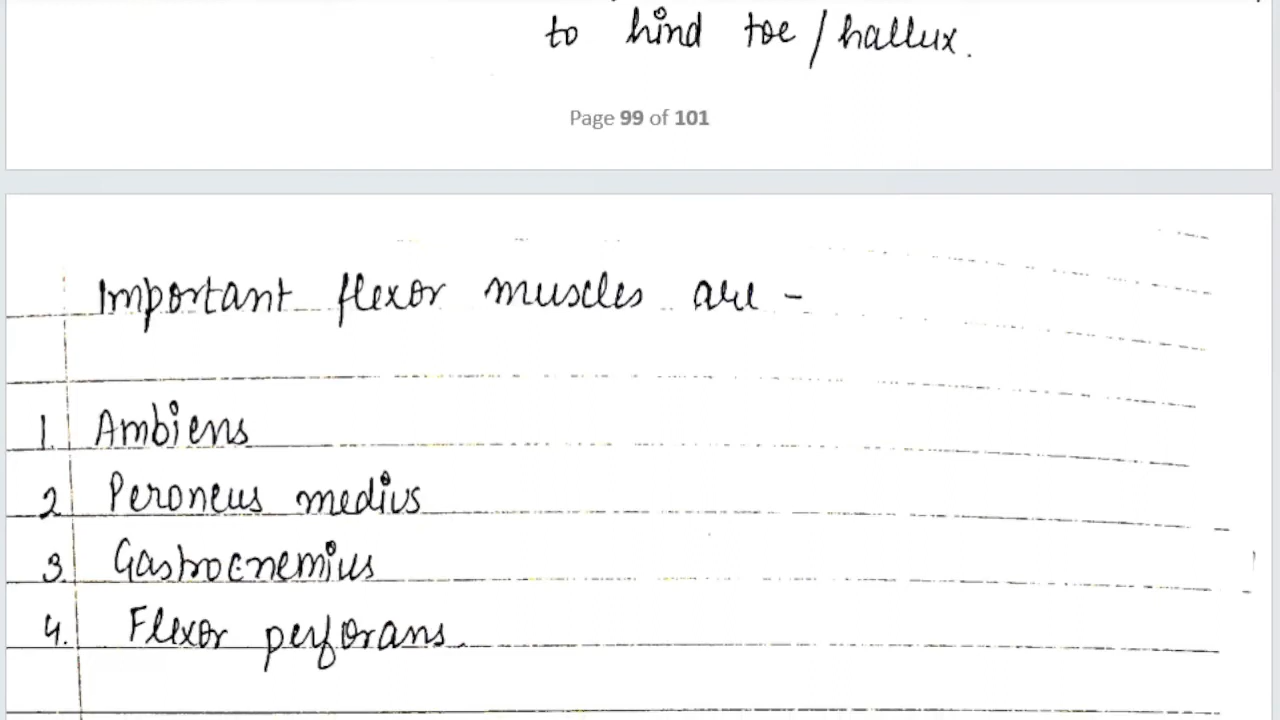 to hind toe / hallux.
Page 99 of 101
Important flexor muscles are -
1. Ambiens
2 Peroneus medius
3. Gastrocnemius
4. Flexor perforans.